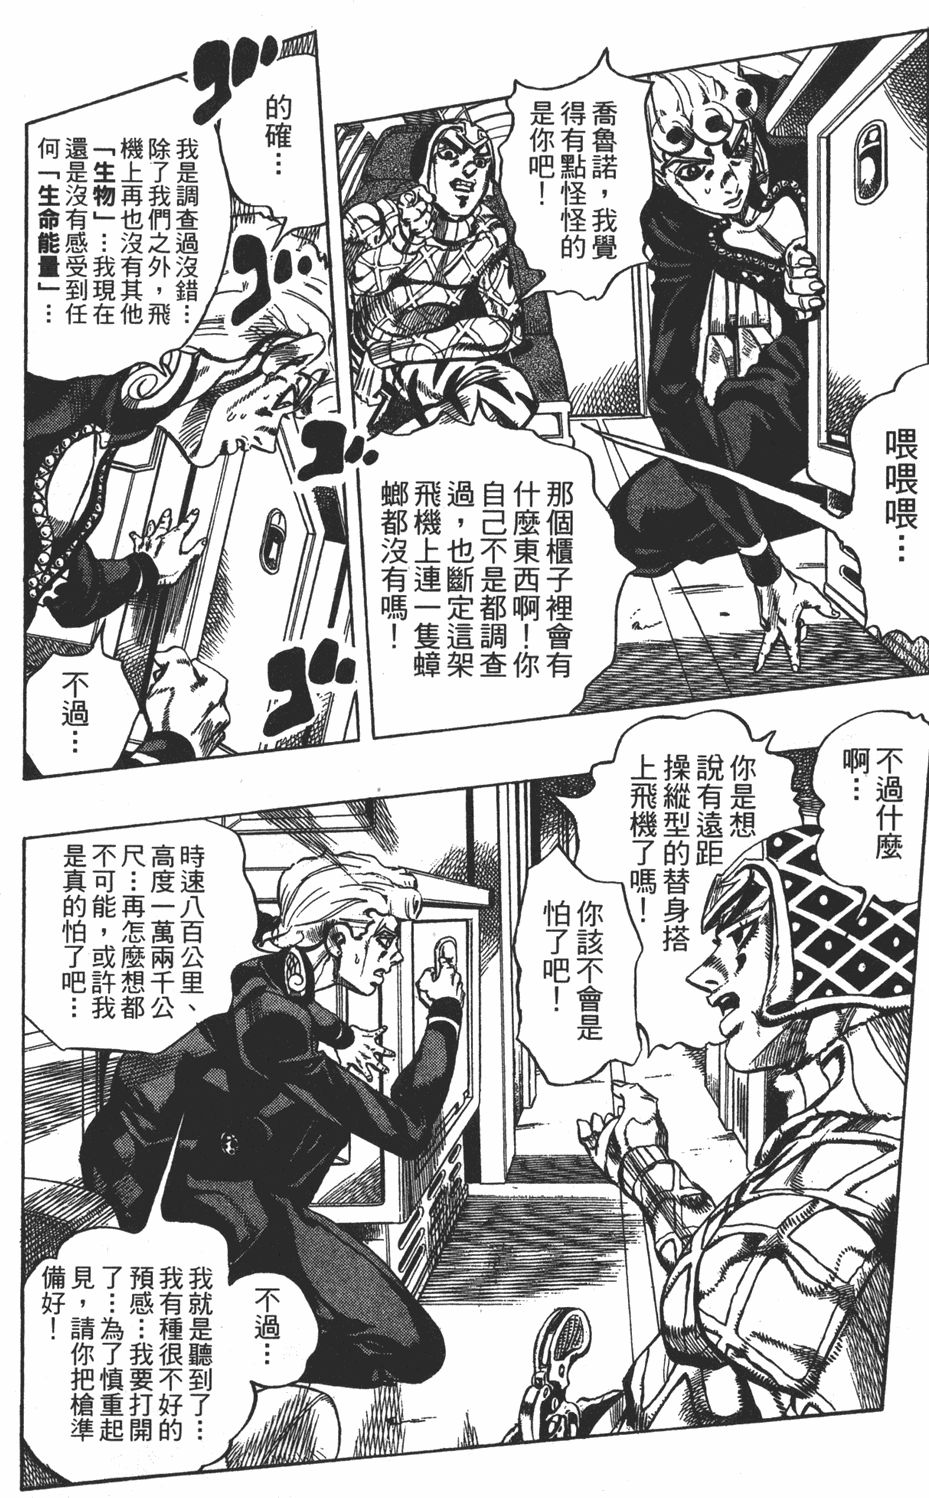 喂喂喂…
喬魯諾，我覺
得有點怪怪的
是你吧！
那個櫃子裡會有
什麼東西啊！你
自己不是都調查
過，也斷定這架
飛機上連一隻蟑
螂都沒有嗎！
ゴゴ
的確…
我是調查過沒錯…
除了我們之外，飛
機上再也沒有其他
「生物」…我現在
還是沒有感受到任
何「生命能量」…
ゴゴ
ゴゴ
ゴゴ
不過…
不過什麼
啊…
你是想
說有遠距
操縱型的替身搭
上飛機了嗎！
你該不會是
怕了吧！
時速八百公里、
高度一萬兩千公
尺…再怎麼想都
不可能，或許我
是真的怕了吧…
不過…
我就是聽到了…
我有種很不好的
預感…我要打開
了…為了慎重起
見，請你把槍準
備好！